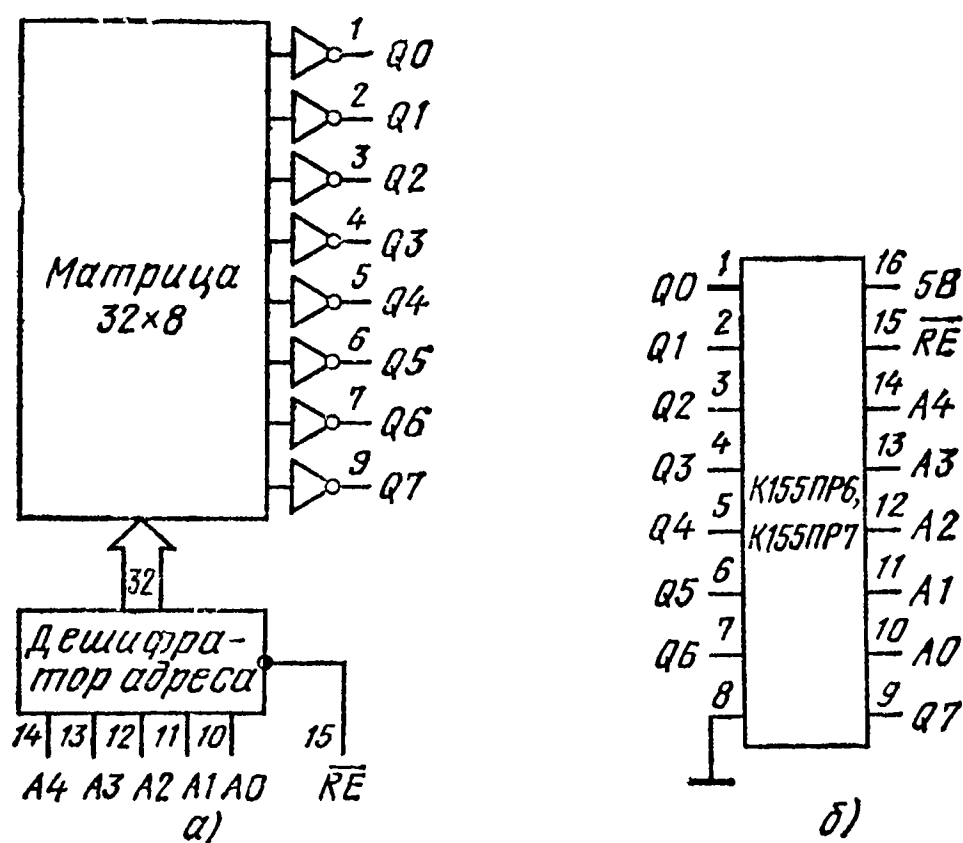 1 Q0
2 Q1
3 Q2
4 Q3
5 Q4
6 Q5
7 Q6
9 Q7
Матрица
32×8
32
Дешифра-
тор адреса
14 13 12 11 10 15
A4 A3 A2 A1 A0 R̅E̅
а)
Q0 1 16 5В
Q1 2 15 R̅E̅
Q2 3 14 A4
Q3 4 13 A3
К155ПР6,
К155ПР7
Q4 5 12 A2
Q5 6 11 A1
Q6 7 10 A0
8 9 Q7
б)